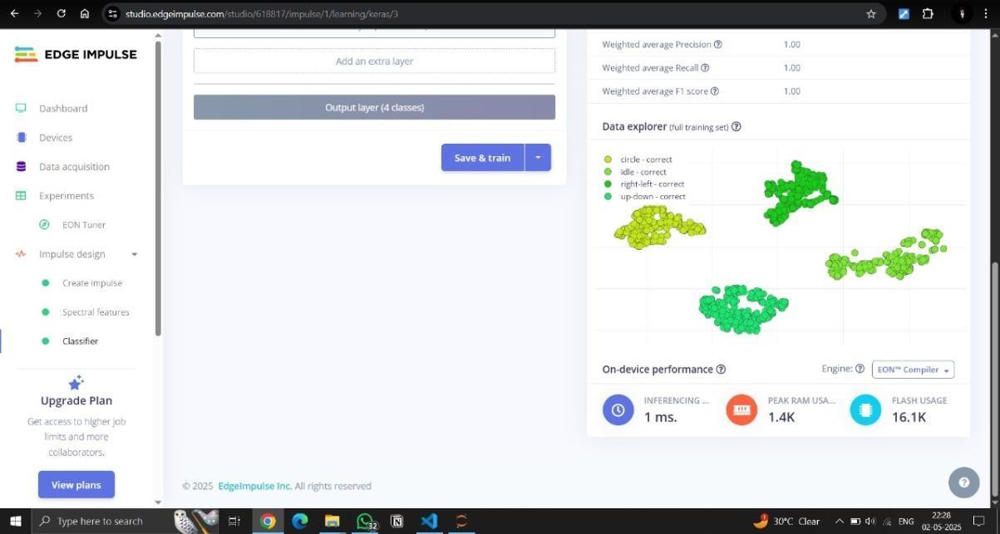 studio.edgeimpulse.com/studio/618817/impulse/1/learning/keras/3
EDGE IMPULSE
Dashboard
Devices
Data acquisition
Experiments
EON Tuner
Impulse design
Create impulse
Spectral features
Classifier
Upgrade Plan
Get access to higher job
limits and more
collaborators.
View plans
Add an extra layer
Output layer (4 classes)
Save & train
Weighted average Precision 1.00
Weighted average Recall 1.00
Weighted average F1 score 1.00
Data explorer (full training set)
circle - correct
idle - correct
right-left - correct
up-down - correct
On-device performance
Engine: EON™ Compiler
INFERENCING ...
1 ms.
PEAK RAM USA...
1.4K
FLASH USAGE
16.1K
© 2025 EdgeImpulse Inc. All rights reserved
Type here to search
32
30°C Clear
ENG
22:28
02-05-2025